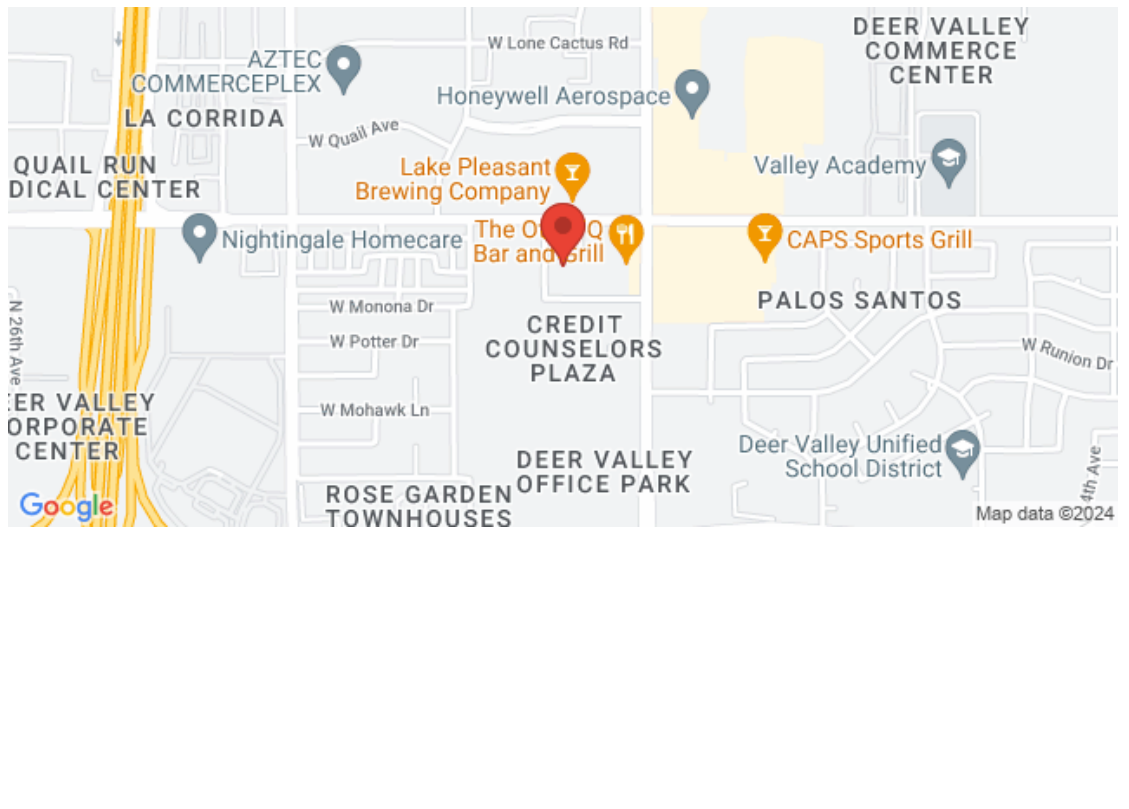 DEER VALLEY
COMMERCE
CENTER
W Lone Cactus Rd
AZTEC
COMMERCEPLEX
Honeywell Aerospace
LA CORRIDA
W Quail Ave
QUAIL RUN
DICAL CENTER
Lake Pleasant
Brewing Company
Valley Academy
Nightingale Homecare
The O Q
Bar and Grill
CAPS Sports Grill
N 26th Ave
W Monona Dr
PALOS SANTOS
W Potter Dr
CREDIT
COUNSELORS
PLAZA
W Runion Dr
ER VALLEY
ORPORATE
CENTER
W Mohawk Ln
Deer Valley Unified
School District
DEER VALLEY
OFFICE PARK
4th Ave
ROSE GARDEN
TOWNHOUSES
Google
Map data ©2024